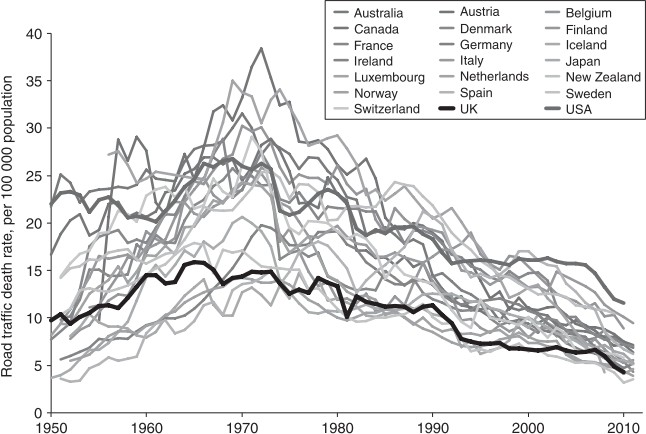 Australia Austria Belgium
Canada Denmark Finland
France Germany Iceland
Ireland Italy Japan
Luxembourg Netherlands New Zealand
Norway Spain Sweden
Switzerland UK USA
Road traffic death rate, per 100 000 population
40
35
30
25
20
15
10
5
0
1950 1960 1970 1980 1990 2000 2010